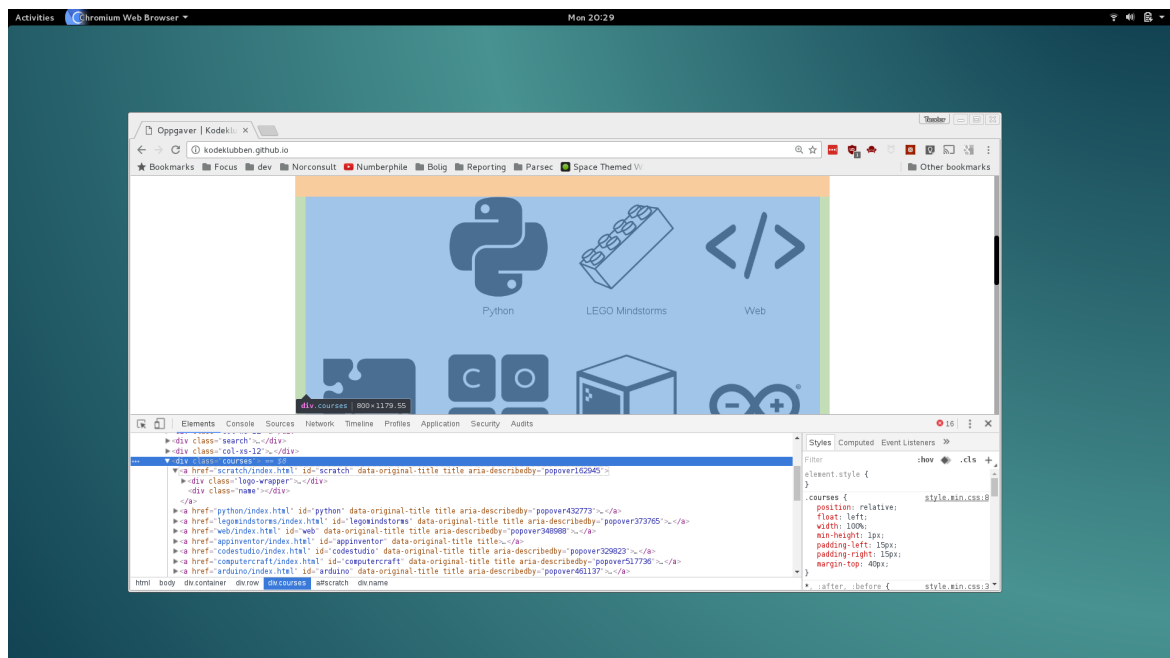 Activities Chromium Web Browser Mon 20:29
Oppgaver | Kodeklu
kodeklubben.github.io
Bookmarks Focus dev Norconsult Numberphile Bolig Reporting Parsec Space Themed W Other bookmarks
Python LEGO Mindstorms Web
C O
div.courses | 800×1179.55
Elements Console Sources Network Timeline Profiles Application Security Audits 16
<div class="search">…</div>
<div class="col-xs-12">…</div>
<div class="courses"> == $0
<a href="scratch/index.html" id="scratch" data-original-title title aria-describedby="popover162945">
<div class="logo-wrapper">…</div>
<div class="name"></div>
</a>
<a href="python/index.html" id="python" data-original-title title aria-describedby="popover432773">…</a>
<a href="legomindstorms/index.html" id="legomindstorms" data-original-title title aria-describedby="popover373765">…</a>
<a href="web/index.html" id="web" data-original-title title aria-describedby="popover348988">…</a>
<a href="appinventor/index.html" id="appinventor" data-original-title title>…</a>
<a href="codestudio/index.html" id="codestudio" data-original-title title aria-describedby="popover329823">…</a>
<a href="computercraft/index.html" id="computercraft" data-original-title title aria-describedby="popover517736">…</a>
<a href="arduino/index.html" id="arduino" data-original-title title aria-describedby="popover461137">…</a>
html body div.container div.row div.courses a#scratch div.name
Styles Computed Event Listeners »
Filter :hov .cls +
element.style {
}
.courses { style.min.css:8
position: relative;
float: left;
width: 100%;
min-height: 1px;
padding-left: 15px;
padding-right: 15px;
margin-top: 40px;
}
*, :after, :before { style.min.css:3